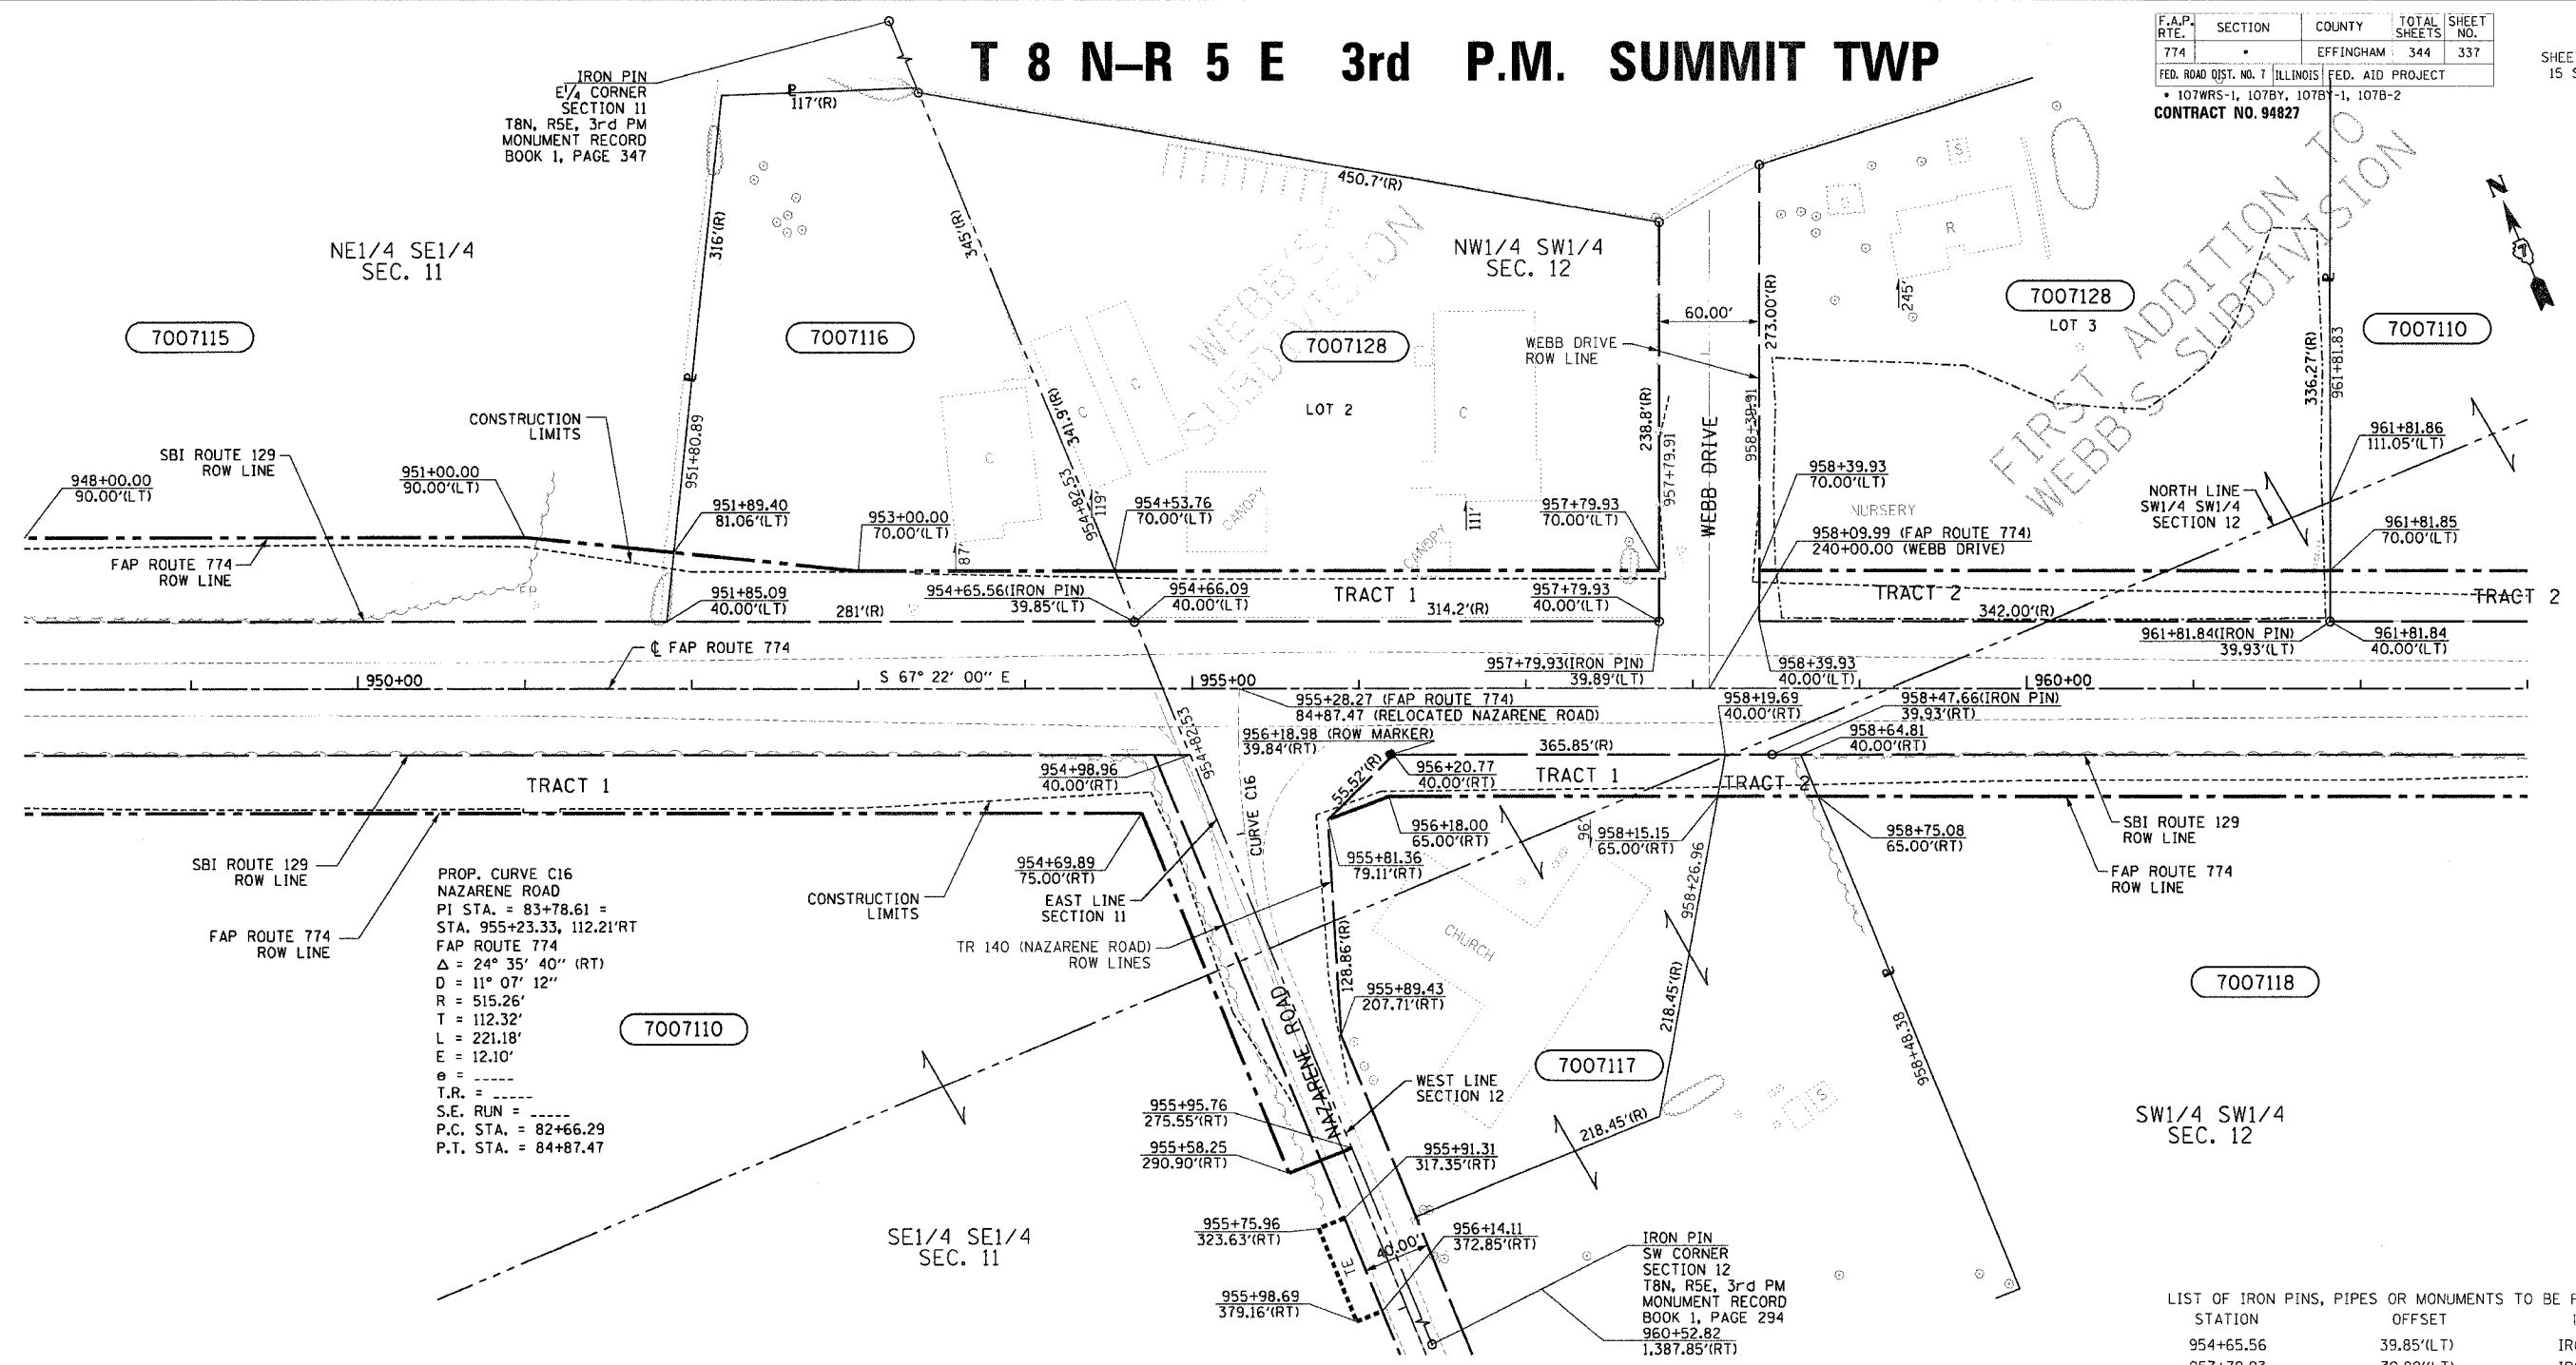 T 8 N–R 5 E 3rd P.M. SUMMIT TWP
F.A.P. RTE. SECTION COUNTY TOTAL SHEETS SHEET NO.
774 • EFFINGHAM 344 337
FED. ROAD DIST. NO. 7 ILLINOIS FED. AID PROJECT
• 107WRS-1, 107BY, 107BY-1, 107B-2
CONTRACT NO. 94827
IRON PIN
E1/4 CORNER
SECTION 11
T8N, R5E, 3rd PM
MONUMENT RECORD
BOOK 1, PAGE 347
117'(R)
450.7'(R)
316'(R)
345'(R)
341.9'(R)
954+82.53
NE1/4 SE1/4
SEC. 11
NW1/4 SW1/4
SEC. 12
WEBB'S
SUBDIVISION
FIRST ADDITION TO
WEBB'S SUBDIVISION
N
7
S
S
R
245'
7007115
7007116
7007128
LOT 2
7007128
LOT 3
7007110
60.00'
WEBB DRIVE
ROW LINE
273.00'(R)
238.8'(R)
957+79.91
958+39.91
WEBB DRIVE
336.27'(R)
961+81.83
C
C
C
C
CANOPY
CANOPY
119'
111'
87'
NURSERY
CONSTRUCTION
LIMITS
SBI ROUTE 129
ROW LINE
948+00.00
90.00'(LT)
951+00.00
90.00'(LT)
951+80.89
951+89.40
81.06'(LT)
953+00.00
70.00'(LT)
954+53.76
70.00'(LT)
957+79.93
70.00'(LT)
958+39.93
70.00'(LT)
961+81.86
111.05'(LT)
NORTH LINE
SW1/4 SW1/4
SECTION 12
961+81.85
70.00'(LT)
958+09.99 (FAP ROUTE 774)
240+00.00 (WEBB DRIVE)
FAP ROUTE 774
ROW LINE
951+85.09
40.00'(LT)
281'(R)
954+65.56(IRON PIN)
39.85'(LT)
954+66.09
40.00'(LT)
TRACT 1
314.2'(R)
957+79.93
40.00'(LT)
TRACT 2
342.00'(R)
TRACT 2
961+81.84(IRON PIN)
39.93'(LT)
961+81.84
40.00'(LT)
℄ FAP ROUTE 774
957+79.93(IRON PIN)
39.89'(LT)
958+39.93
40.00'(LT)
950+00
S 67° 22' 00'' E
955+00
960+00
955+28.27 (FAP ROUTE 774)
84+87.47 (RELOCATED NAZARENE ROAD)
958+19.69
40.00'(RT)
958+47.66(IRON PIN)
39.93'(RT)
956+18.98 (ROW MARKER)
39.84'(RT)
365.85'(R)
958+64.81
40.00'(RT)
954+82.53
TRACT 1
954+98.96
40.00'(RT)
55.52'(R)
956+20.77
40.00'(RT)
TRACT 1
TRACT 2
CURVE C16
954+69.89
75.00'(RT)
956+18.00
65.00'(RT)
96'
958+15.15
65.00'(RT)
958+75.08
65.00'(RT)
SBI ROUTE 129
ROW LINE
955+81.36
79.11'(RT)
FAP ROUTE 774
ROW LINE
SBI ROUTE 129
ROW LINE
FAP ROUTE 774
ROW LINE
PROP. CURVE C16
NAZARENE ROAD
PI STA. = 83+78.61 =
STA. 955+23.33, 112.21'RT
FAP ROUTE 774
Δ = 24° 35' 40'' (RT)
D = 11° 07' 12''
R = 515.26'
T = 112.32'
L = 221.18'
E = 12.10'
e = -----
T.R. = -----
S.E. RUN = -----
P.C. STA. = 82+66.29
P.T. STA. = 84+87.47
CONSTRUCTION
LIMITS
EAST LINE
SECTION 11
TR 140 (NAZARENE ROAD)
ROW LINES
CHURCH
958+26.96
128.86'(R)
218.45'(R)
955+89.43
207.71'(RT)
7007110
7007118
7007117
958+48.38
NAZARENE ROAD
WEST LINE
SECTION 12
955+95.76
275.55'(RT)
955+58.25
290.90'(RT)
955+91.31
317.35'(RT)
218.45'(R)
S
SW1/4 SW1/4
SEC. 12
SE1/4 SE1/4
SEC. 11
955+75.96
323.63'(RT)
956+14.11
372.85'(RT)
40.00'
TE
955+98.69
379.16'(RT)
IRON PIN
SW CORNER
SECTION 12
T8N, R5E, 3rd PM
MONUMENT RECORD
BOOK 1, PAGE 294
960+52.82
1,387.85'(RT)
LIST OF IRON PINS, PIPES OR MONUMENTS TO BE
STATION OFFSET
954+65.56 39.85'(LT)